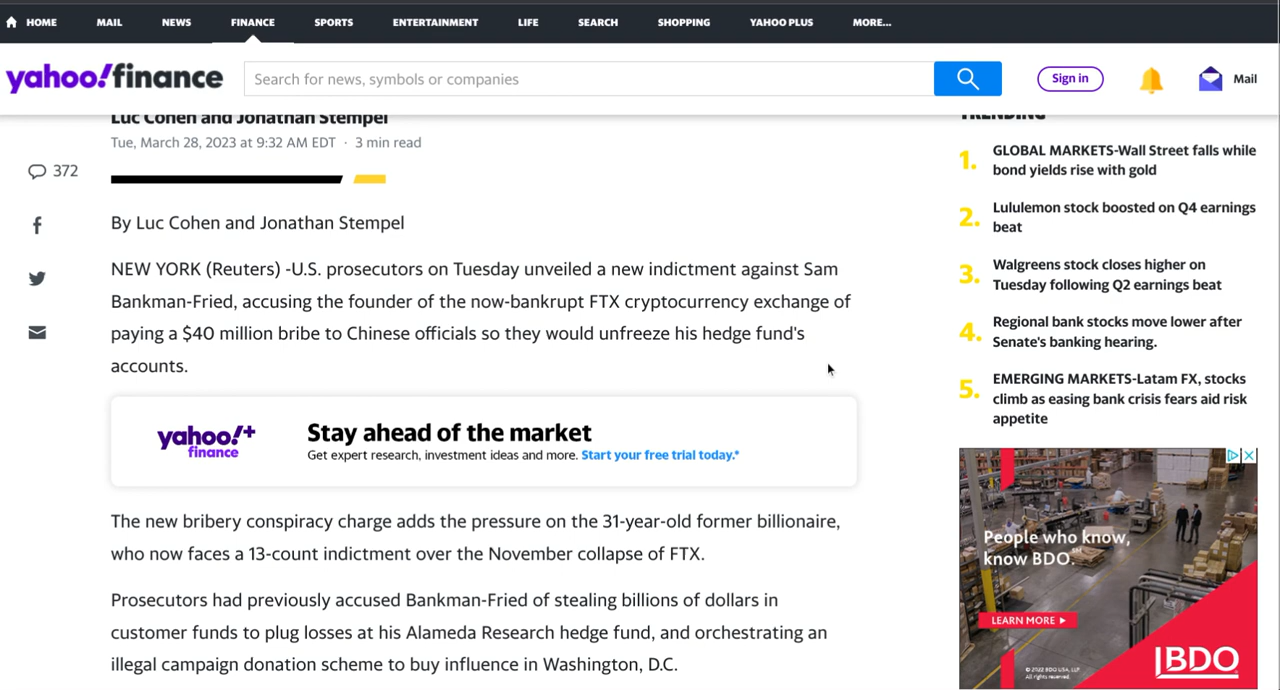 HOME MAIL NEWS FINANCE SPORTS ENTERTAINMENT LIFE SEARCH SHOPPING YAHOO PLUS MORE...
yahoo!finance
Search for news, symbols or companies
Sign in
Mail
Luc Cohen and Jonathan Stempel
Tue, March 28, 2023 at 9:32 AM EDT · 3 min read
372
By Luc Cohen and Jonathan Stempel
NEW YORK (Reuters) -U.S. prosecutors on Tuesday unveiled a new indictment against Sam
Bankman-Fried, accusing the founder of the now-bankrupt FTX cryptocurrency exchange of
paying a $40 million bribe to Chinese officials so they would unfreeze his hedge fund's
accounts.
yahoo!+
finance
Stay ahead of the market
Get expert research, investment ideas and more. Start your free trial today.*
The new bribery conspiracy charge adds the pressure on the 31-year-old former billionaire,
who now faces a 13-count indictment over the November collapse of FTX.
Prosecutors had previously accused Bankman-Fried of stealing billions of dollars in
customer funds to plug losses at his Alameda Research hedge fund, and orchestrating an
illegal campaign donation scheme to buy influence in Washington, D.C.
TRENDING
1. GLOBAL MARKETS-Wall Street falls while
bond yields rise with gold
2. Lululemon stock boosted on Q4 earnings
beat
3. Walgreens stock closes higher on
Tuesday following Q2 earnings beat
4. Regional bank stocks move lower after
Senate's banking hearing.
5. EMERGING MARKETS-Latam FX, stocks
climb as easing bank crisis fears aid risk
appetite
People who know,
know BDO.
LEARN MORE
© 2022 BDO USA, LLP.
All rights reserved.
BDO